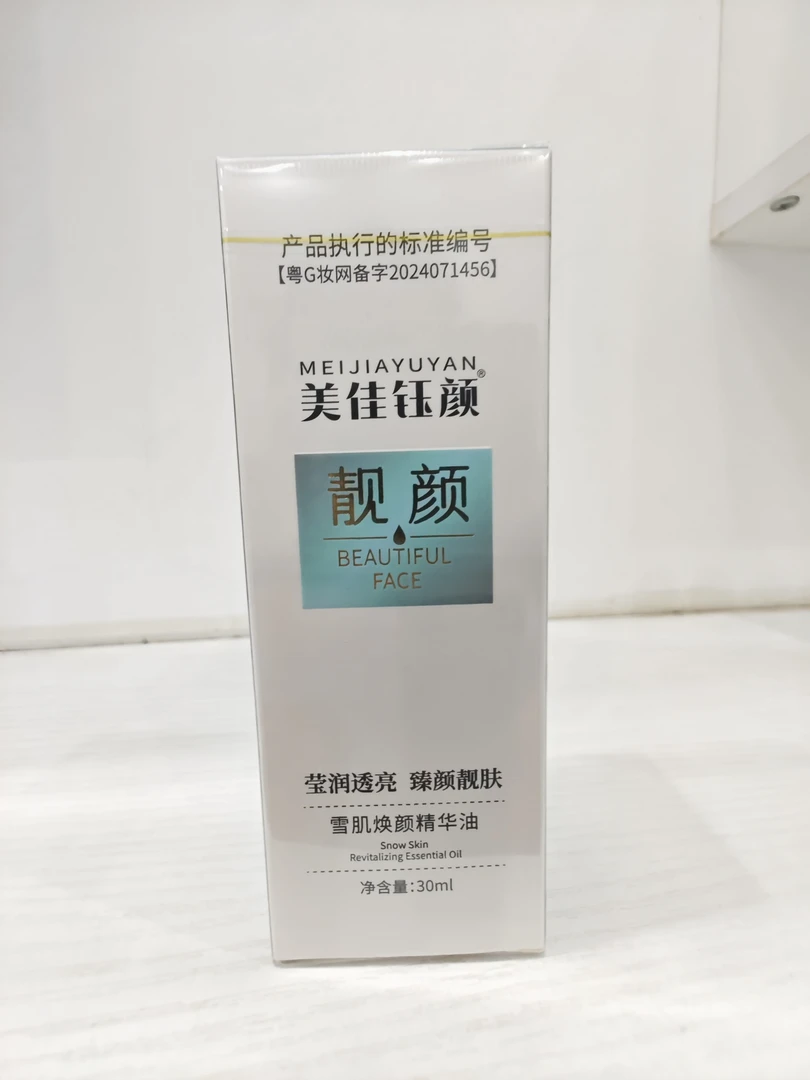 产品执行的标准编号
【粤G妆网备字2024071456】
MEIJIAYUYAN
美佳钰颜®
靓颜
BEAUTIFUL
FACE
莹润透亮 臻颜靓肤
雪肌焕颜精华油
Snow Skin
Revitalizing Essential Oil
净含量:30ml